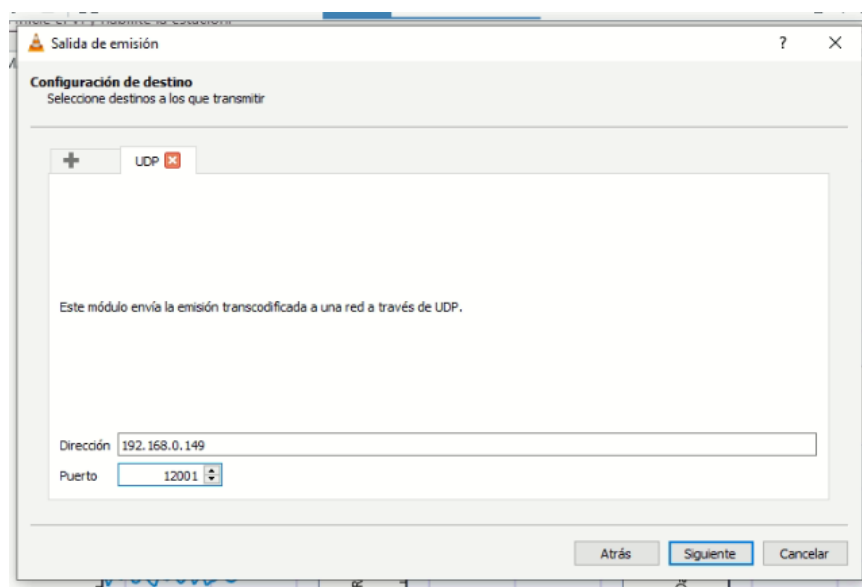 Salida de emisión
?
Configuración de destino
Seleccione destinos a los que transmitir
UDP
Este módulo envía la emisión transcodificada a una red a través de UDP.
Dirección 192.168.0.149
Puerto 12001
Atrás Siguiente Cancelar